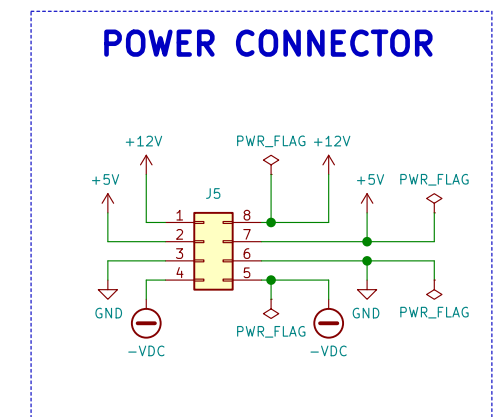 POWER CONNECTOR
PWR_FLAG
+12V
+12V
+5V
+5V
PWR_FLAG
J5
1
8
2
7
3
6
4
5
GND
GND
PWR_FLAG
PWR_FLAG
-VDC
-VDC